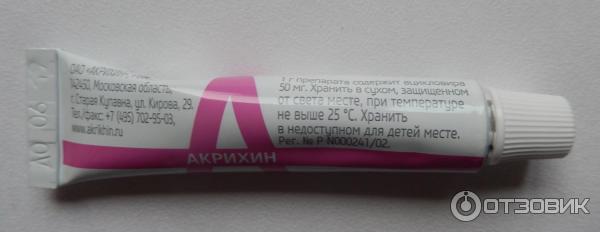 ОАО «АКРИХИН»
142450, Московская область,
г. Старая Купавна, ул. Кирова, 29.
Тел./факс: +7 (495) 702-95-03,
www.akrikhin.ru
АКРИХИН
1 г препарата содержит ацикловира
50 мг. Хранить в сухом, защищенном
от света месте, при температуре
не выше 25 °C. Хранить
в недоступном для детей месте.
Рег. № Р N000241/02.
ОТЗОВИК